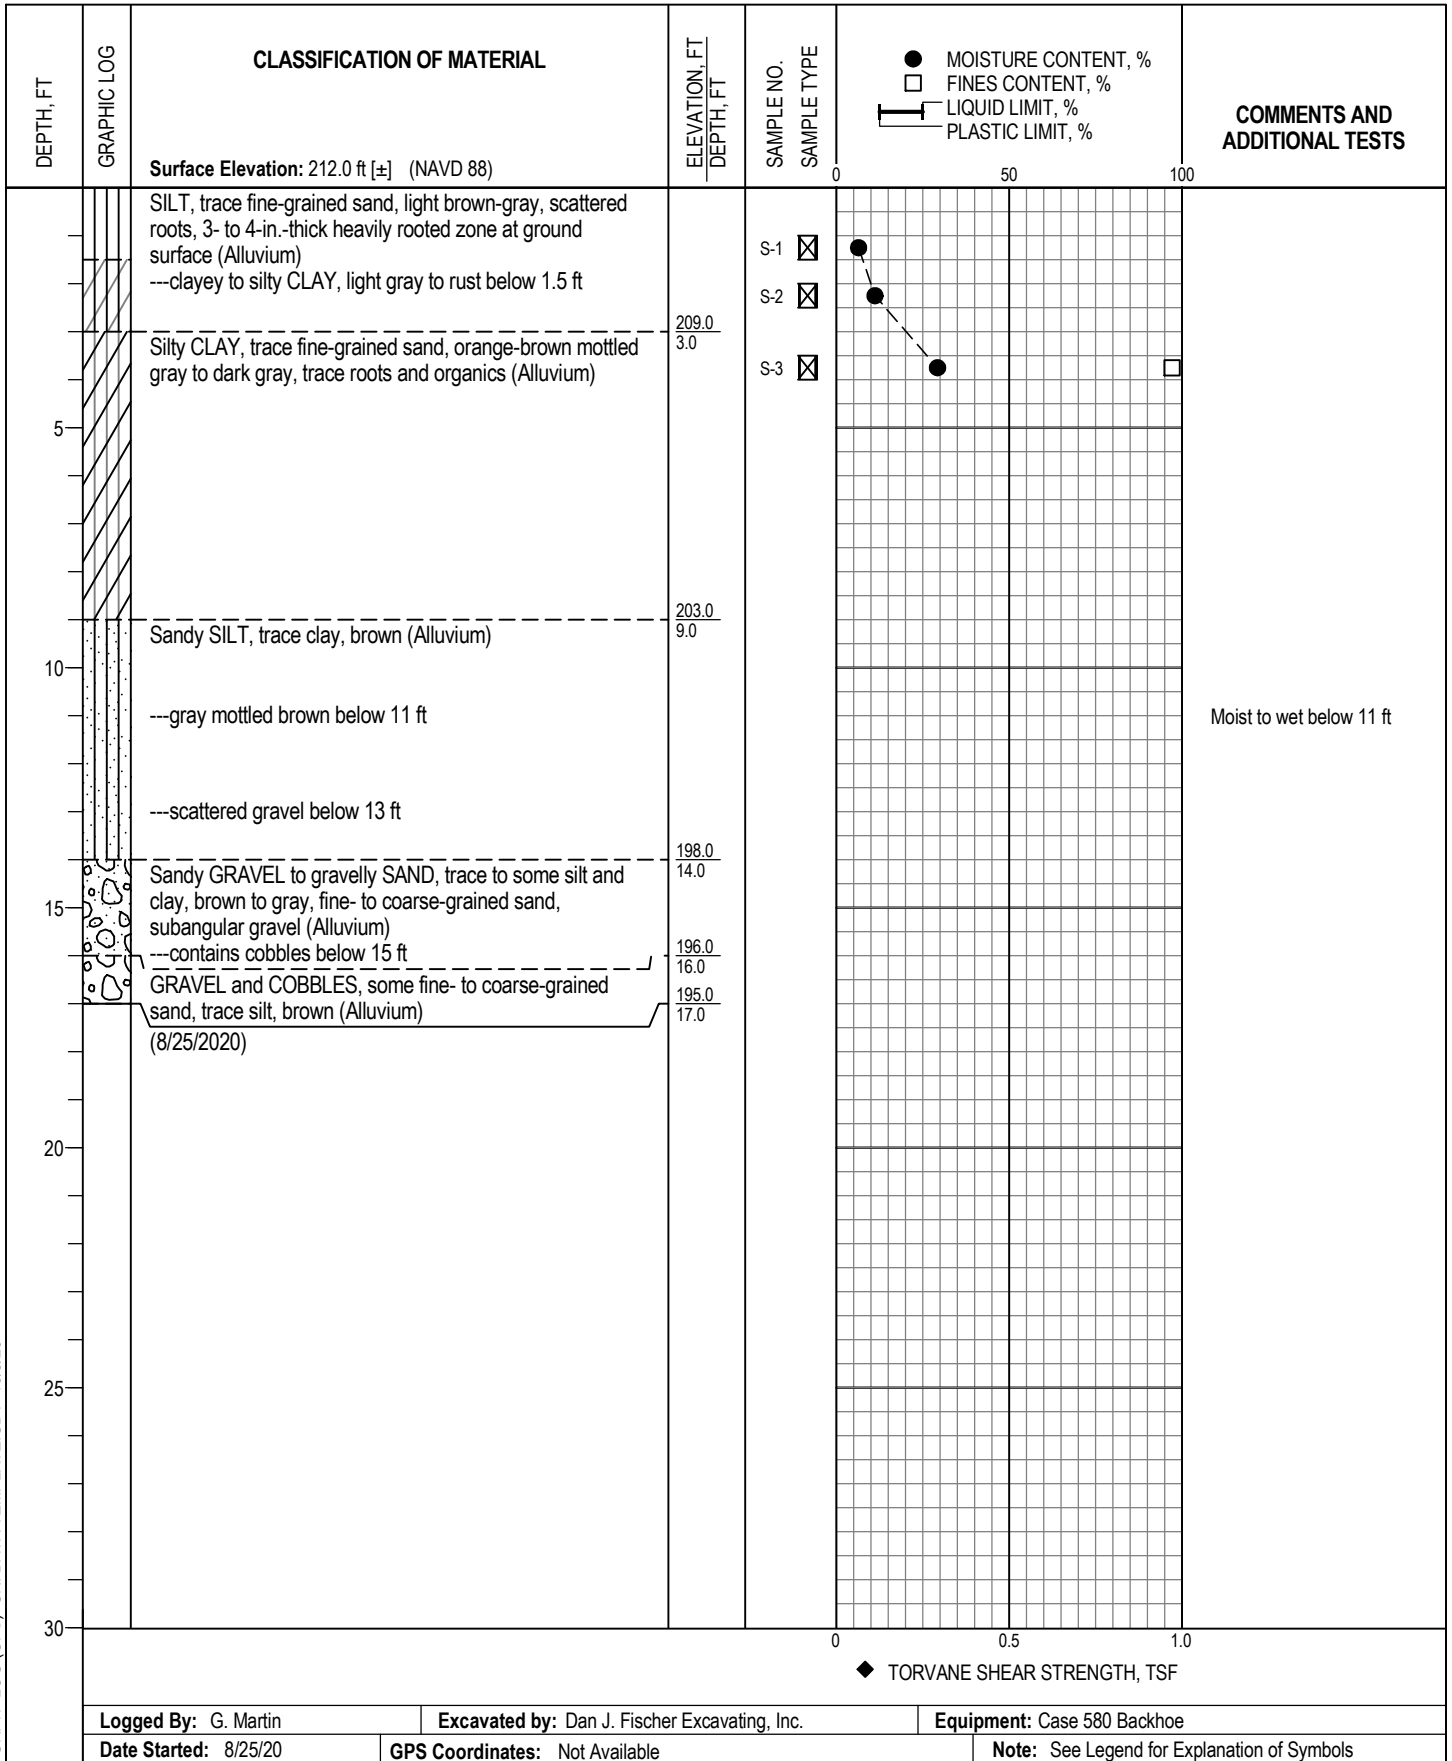 DEPTH, FT
GRAPHIC LOG
CLASSIFICATION OF MATERIAL
Surface Elevation: 212.0 ft [±] (NAVD 88)
ELEVATION, FT
DEPTH, FT
SAMPLE NO.
SAMPLE TYPE
MOISTURE CONTENT, %
FINES CONTENT, %
LIQUID LIMIT, %
PLASTIC LIMIT, %
0 50 100
COMMENTS AND
ADDITIONAL TESTS
SILT, trace fine-grained sand, light brown-gray, scattered
roots, 3- to 4-in.-thick heavily rooted zone at ground
surface (Alluvium)
---clayey to silty CLAY, light gray to rust below 1.5 ft
S-1
S-2
209.0
3.0
Silty CLAY, trace fine-grained sand, orange-brown mottled
gray to dark gray, trace roots and organics (Alluvium)
S-3
5
203.0
9.0
Sandy SILT, trace clay, brown (Alluvium)
10
---gray mottled brown below 11 ft
Moist to wet below 11 ft
---scattered gravel below 13 ft
198.0
14.0
Sandy GRAVEL to gravelly SAND, trace to some silt and
clay, brown to gray, fine- to coarse-grained sand,
subangular gravel (Alluvium)
---contains cobbles below 15 ft
15
196.0
16.0
GRAVEL and COBBLES, some fine- to coarse-grained
sand, trace silt, brown (Alluvium)
195.0
17.0
(8/25/2020)
20
25
30
0 0.5 1.0
TORVANE SHEAR STRENGTH, TSF
Logged By: G. Martin
Excavated by: Dan J. Fischer Excavating, Inc.
Equipment: Case 580 Backhoe
Date Started: 8/25/20
GPS Coordinates: Not Available
Note: See Legend for Explanation of Symbols